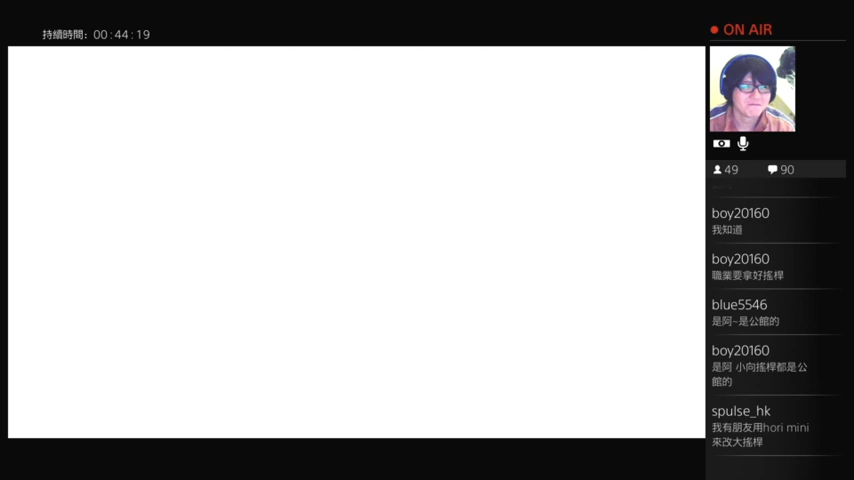 持續時間: 00:44:19
ON AIR
49
90
boy20160
我知道
boy20160
職業要拿好搖桿
blue5546
是阿~是公館的
boy20160
是阿 小向搖桿都是公
館的
spulse_hk
我有朋友用hori mini
來改大搖桿